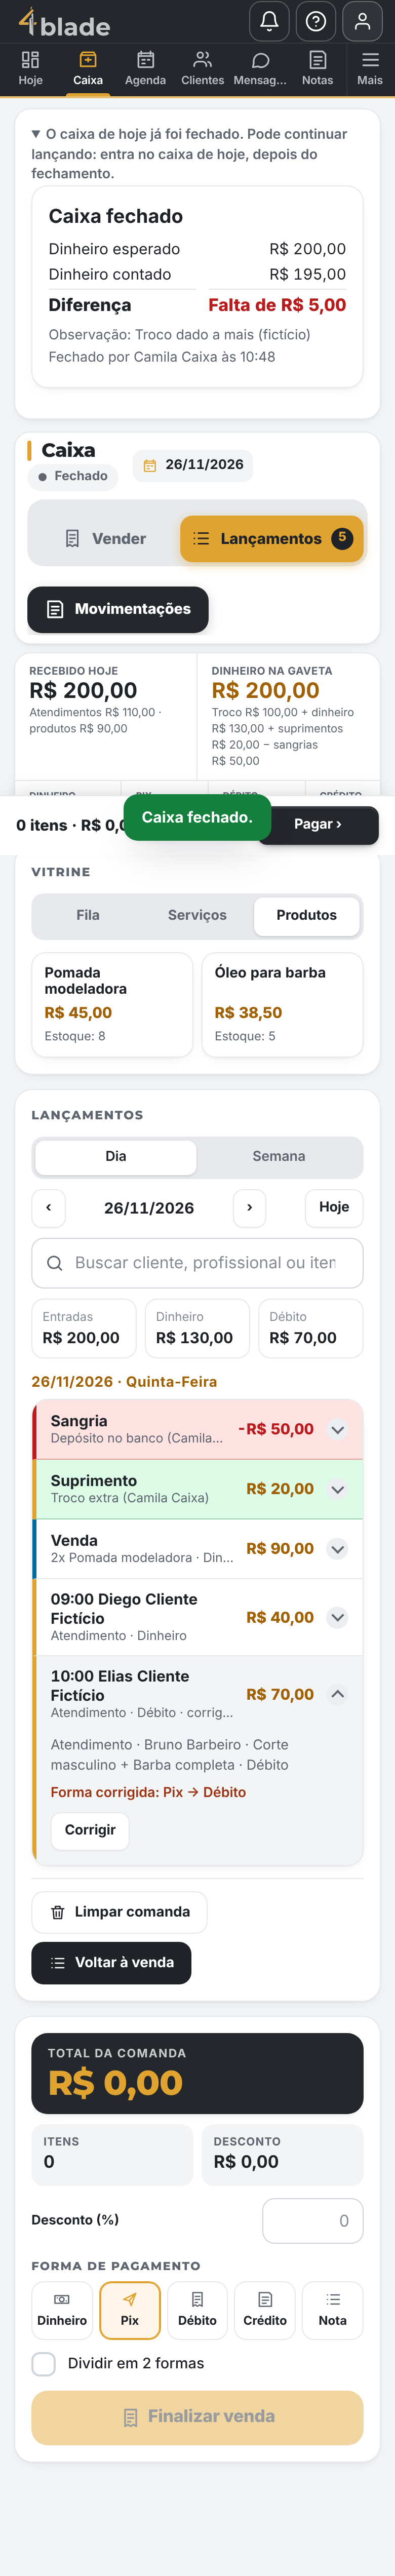 4blade
Hoje
Caixa
Agenda
Clientes
Mensag...
Notas
Mais
▼ O caixa de hoje já foi fechado. Pode continuar
lançando: entra no caixa de hoje, depois do
fechamento.
Caixa fechado
Dinheiro esperado R$ 200,00
Dinheiro contado R$ 195,00
Diferença Falta de R$ 5,00
Observação: Troco dado a mais (fictício)
Fechado por Camila Caixa às 10:48
Caixa
Fechado
26/11/2026
Vender
Lançamentos 5
Movimentações
RECEBIDO HOJE
R$ 200,00
Atendimentos R$ 110,00 ·
produtos R$ 90,00
DINHEIRO NA GAVETA
R$ 200,00
Troco R$ 100,00 + dinheiro
R$ 130,00 + suprimentos
R$ 20,00 − sangrias
R$ 50,00
0 itens · R$ 0,0
Caixa fechado.
Pagar ›
VITRINE
Fila
Serviços
Produtos
Pomada
modeladora
R$ 45,00
Estoque: 8
Óleo para barba
R$ 38,50
Estoque: 5
LANÇAMENTOS
Dia
Semana
‹
26/11/2026
›
Hoje
Buscar cliente, profissional ou iter
Entradas
R$ 200,00
Dinheiro
R$ 130,00
Débito
R$ 70,00
26/11/2026 · Quinta-Feira
Sangria
Depósito no banco (Camila...
-R$ 50,00
Suprimento
Troco extra (Camila Caixa)
R$ 20,00
Venda
2x Pomada modeladora · Din...
R$ 90,00
09:00 Diego Cliente
Fictício
Atendimento · Dinheiro
R$ 40,00
10:00 Elias Cliente
Fictício
Atendimento · Débito · corrig...
R$ 70,00
Atendimento · Bruno Barbeiro · Corte
masculino + Barba completa · Débito
Forma corrigida: Pix → Débito
Corrigir
Limpar comanda
Voltar à venda
TOTAL DA COMANDA
R$ 0,00
ITENS
0
DESCONTO
R$ 0,00
Desconto (%)
0
FORMA DE PAGAMENTO
Dinheiro
Pix
Débito
Crédito
Nota
Dividir em 2 formas
Finalizar venda